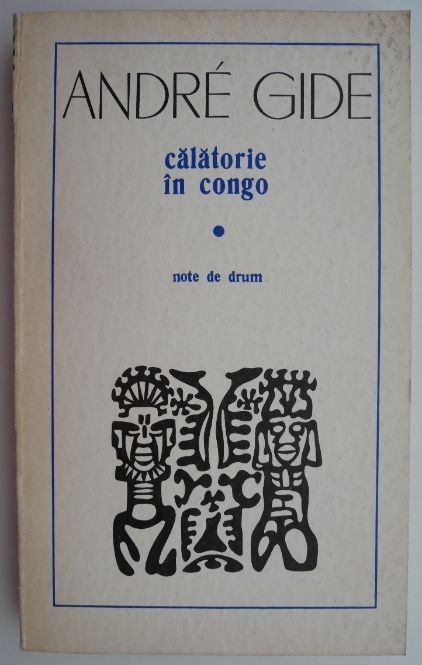 ANDRÉ GIDE
călătorie
în congo
note de drum